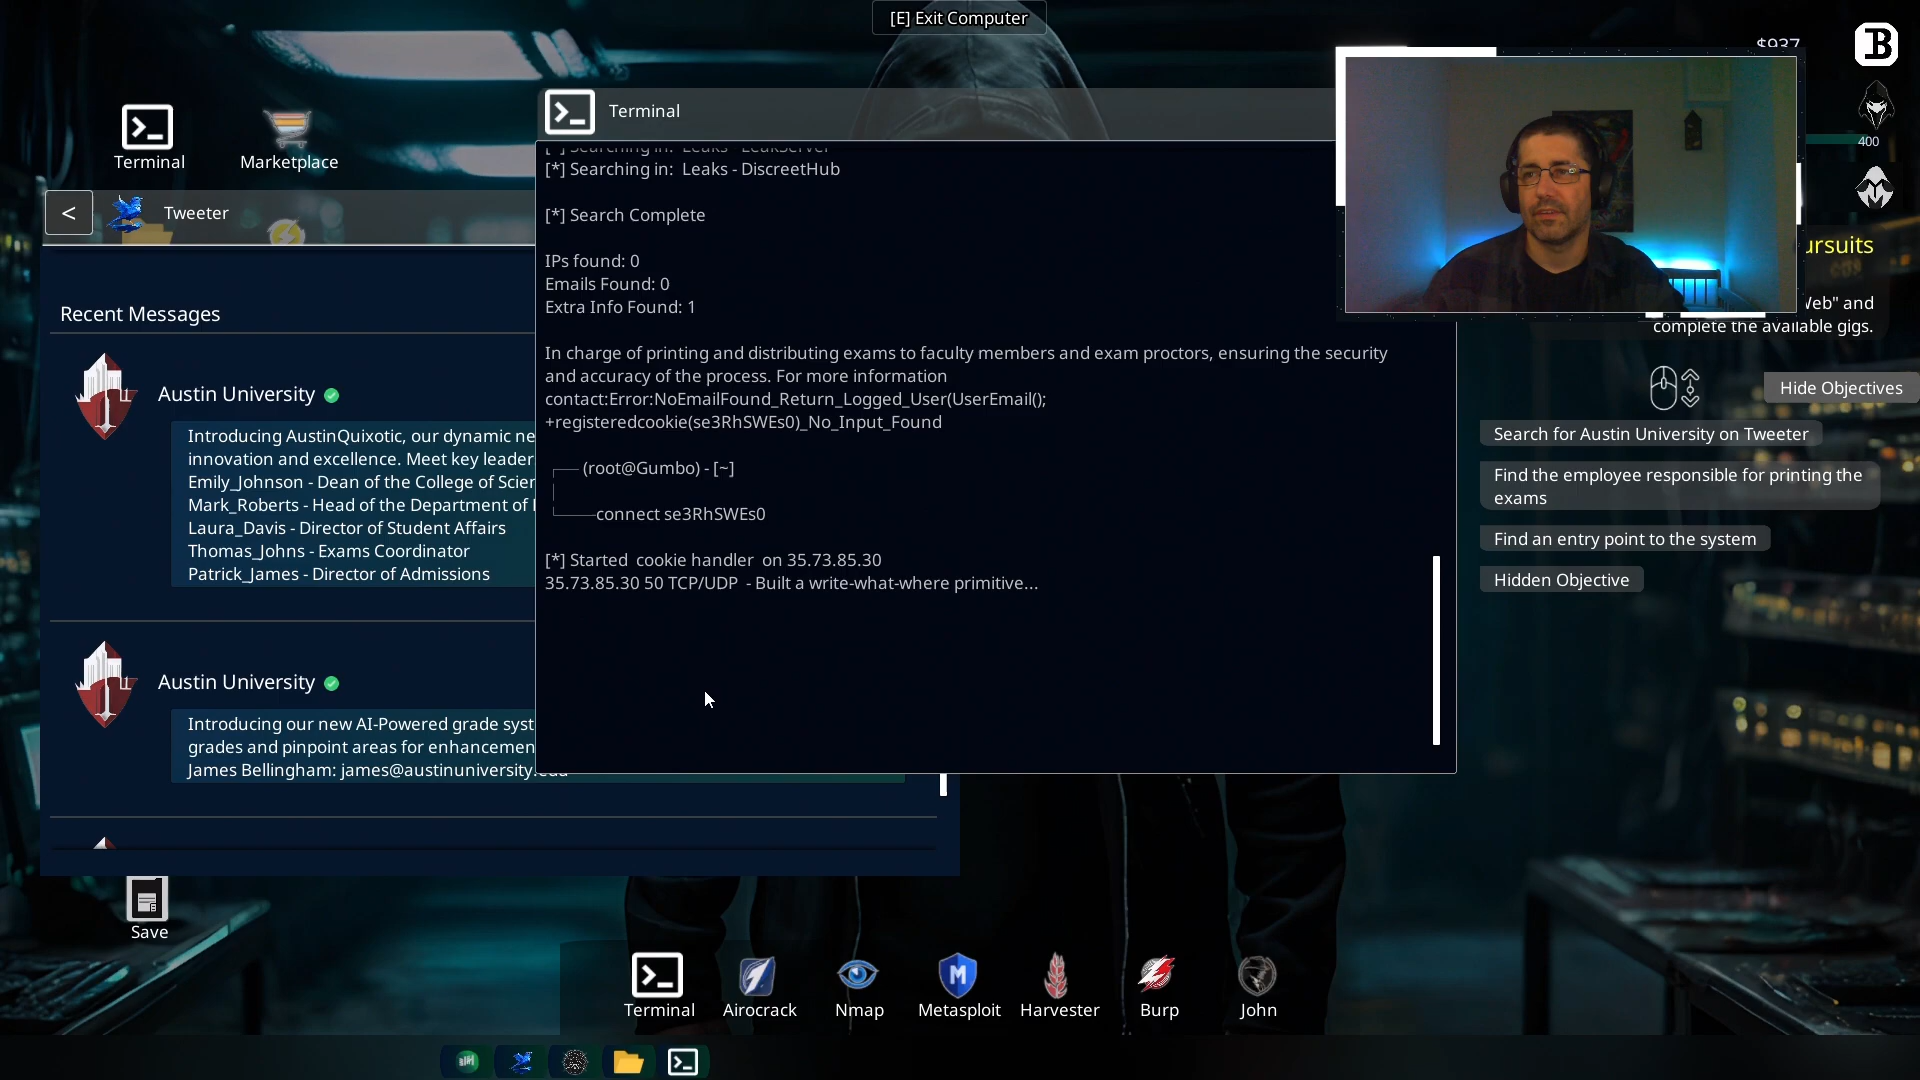 [E] Exit Computer
$937
400
Terminal
Marketplace
< Tweeter
Recent Messages
Austin University
Introducing AustinQuixotic, our dynamic ne
innovation and excellence. Meet key leader
Emily_Johnson - Dean of the College of Scien
Mark_Roberts - Head of the Department of
Laura_Davis - Director of Student Affairs
Thomas_Johns - Exams Coordinator
Patrick_James - Director of Admissions
Austin University
Introducing our new AI-Powered grade syst
grades and pinpoint areas for enhancemen
James Bellingham: james@austinuniversity.edu
Save
Terminal
[*] Searching in: Leaks - LeakServer
[*] Searching in: Leaks - DiscreetHub
[*] Search Complete
IPs found: 0
Emails Found: 0
Extra Info Found: 1
In charge of printing and distributing exams to faculty members and exam proctors, ensuring the security
and accuracy of the process. For more information
contact:Error:NoEmailFound_Return_Logged_User(UserEmail();
+registeredcookie(se3RhSWEs0)_No_Input_Found
(root@Gumbo) - [~]
connect se3RhSWEs0
[*] Started cookie handler on 35.73.85.30
35.73.85.30 50 TCP/UDP - Built a write-what-where primitive...
ursuits
Web" and
complete the available gigs.
Hide Objectives
Search for Austin University on Tweeter
Find the employee responsible for printing the
exams
Find an entry point to the system
Hidden Objective
Terminal
Airocrack
Nmap
Metasploit
Harvester
Burp
John